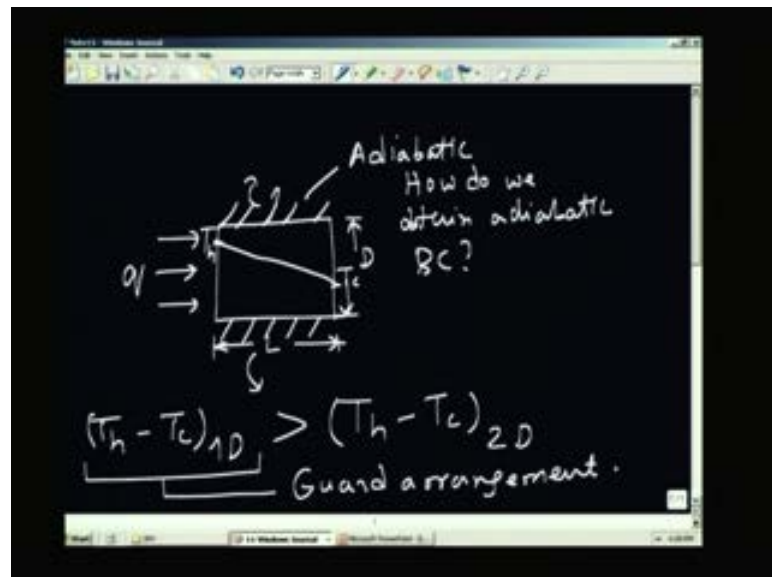 Adiabatic
How do we
obtain adiabatic
BC?
Th
q
D
Tc
L
(Th - Tc)1D > (Th - Tc)2D
Guard arrangement.